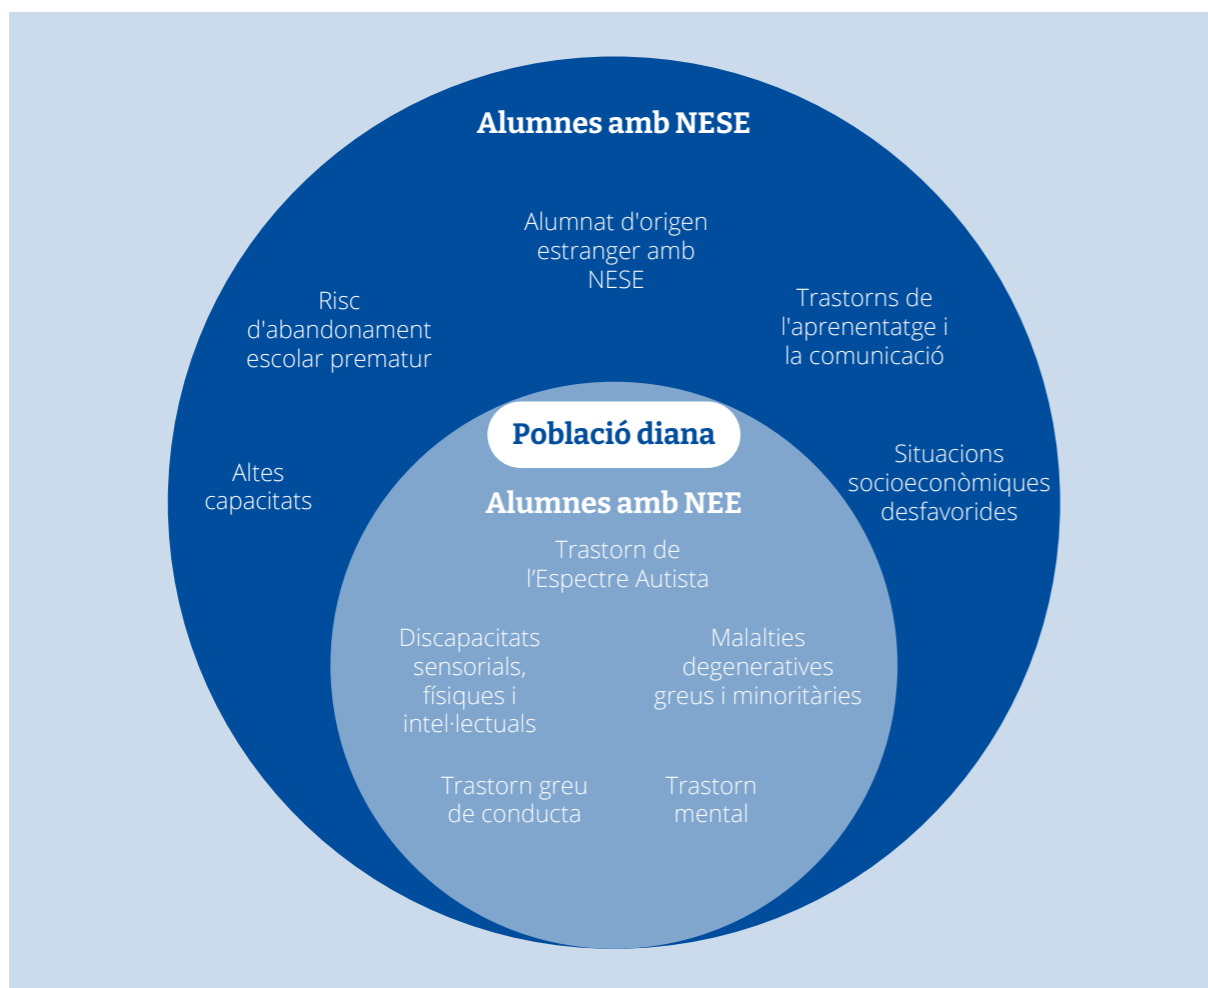 Alumnes amb NESE
Alumnat d'origen
estranger amb
NESE
Risc
d'abandonament
escolar prematur
Trastorns de
l'aprenentatge i
la comunicació
Altes
capacitats
Situacions
socioeconòmiques
desfavorides
Població diana
Alumnes amb NEE
Trastorn de
l’Espectre Autista
Discapacitats
sensorials,
físiques i
intel·lectuals
Malalties
degeneratives
greus i minoritàries
Trastorn greu
de conducta
Trastorn
mental